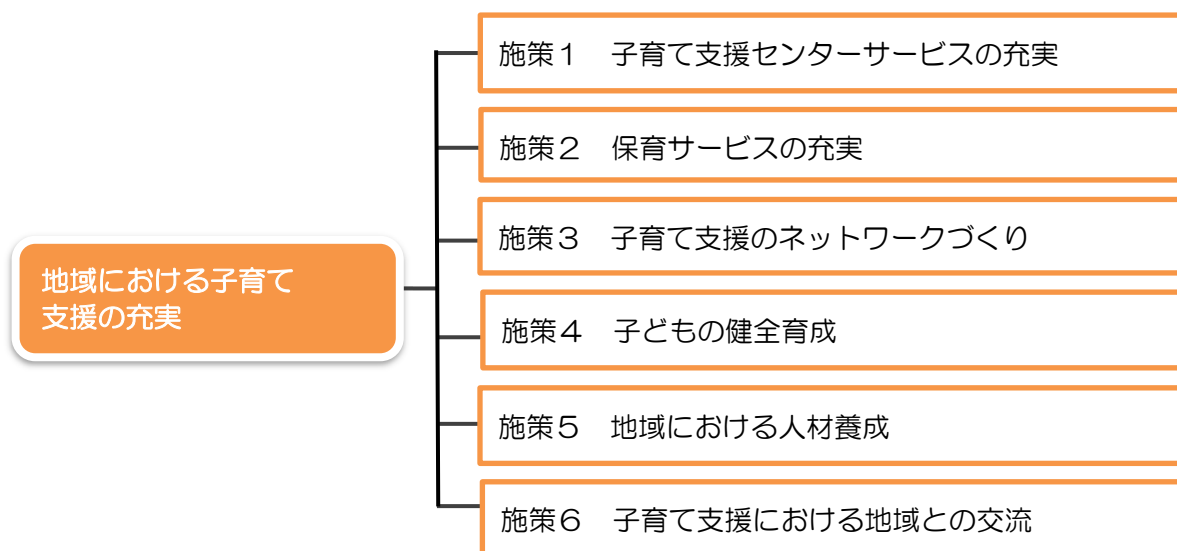 施策１　子育て支援センターサービスの充実
施策２　保育サービスの充実
施策３　子育て支援のネットワークづくり
地域における子育て
支援の充実
施策４　子どもの健全育成
施策５　地域における人材養成
施策６　子育て支援における地域との交流